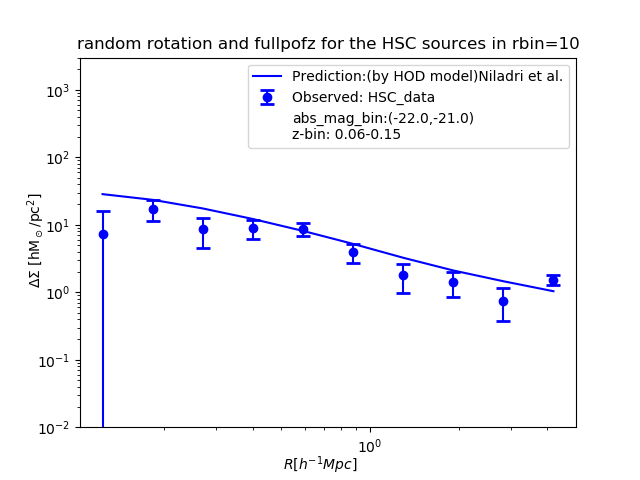 random rotation and fullpofz for the HSC sources in rbin=10
Prediction:(by HOD model)Niladri et al.
Observed: HSC_data
abs_mag_bin:(-22.0,-21.0)
z-bin: 0.06-0.15
ΔΣ [hM⊙/pc²]
10³
10²
10¹
10⁰
10⁻¹
10⁻²
10⁰
R[h⁻¹Mpc]